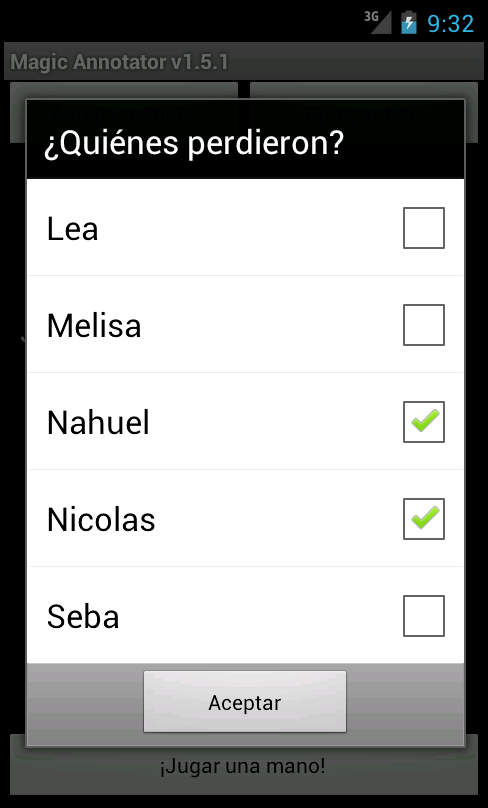 3G 9:32
Magic Annotator v1.5.1
¿Quiénes perdieron?
Lea
Melisa
Nahuel
Nicolas
Seba
Aceptar
¡Jugar una mano!